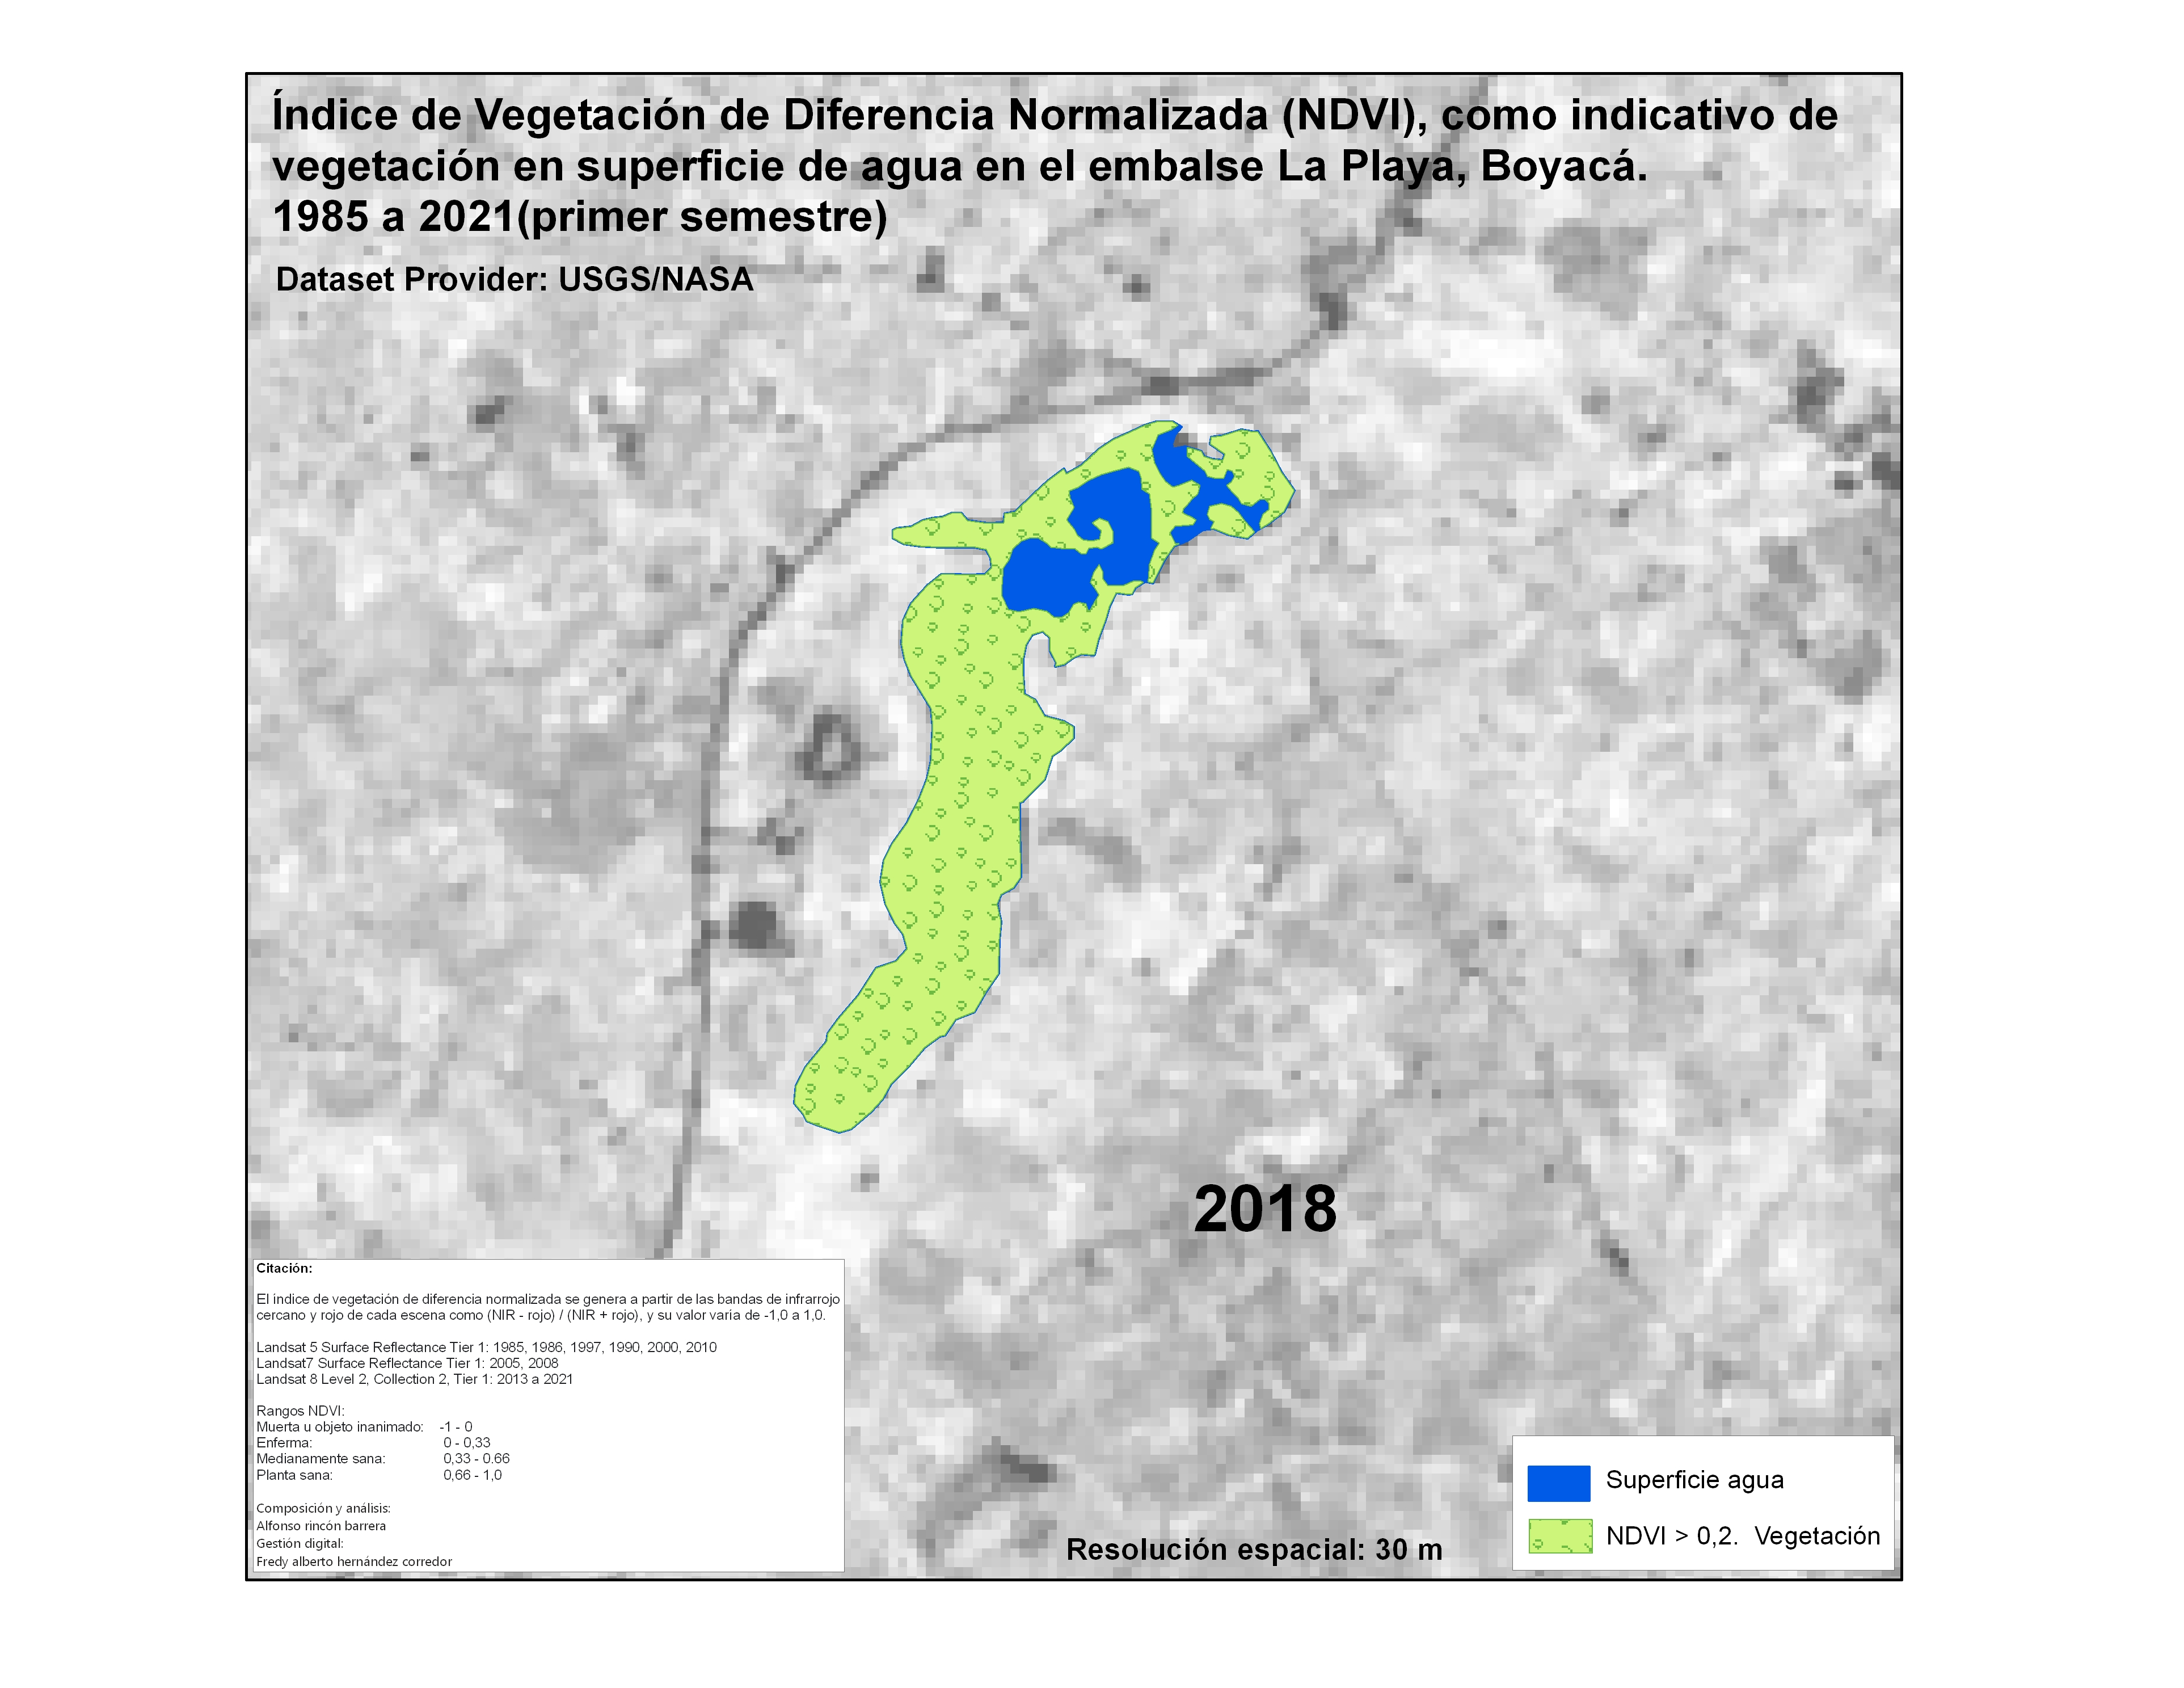 Índice de Vegetación de Diferencia Normalizada (NDVI), como indicativo de
vegetación en superficie de agua en el embalse La Playa, Boyacá.
1985 a 2021(primer semestre)
Dataset Provider: USGS/NASA
2018
Citación:
El indice de vegetación de diferencia normalizada se genera a partir de las bandas de infrarrojo
cercano y rojo de cada escena como (NIR - rojo) / (NIR + rojo), y su valor varia de -1,0 a 1,0.
Landsat 5 Surface Reflectance Tier 1: 1985, 1986, 1997, 1990, 2000, 2010
Landsat7 Surface Reflectance Tier 1: 2005, 2008
Landsat 8 Level 2, Collection 2, Tier 1: 2013 a 2021
Rangos NDVI:
Muerta u objeto inanimado: -1 - 0
Enferma: 0 - 0,33
Medianamente sana: 0,33 - 0.66
Planta sana: 0,66 - 1,0
Composición y análisis:
Alfonso rincón barrera
Gestión digital:
Fredy alberto hernández corredor
Resolución espacial: 30 m
Superficie agua
NDVI > 0,2. Vegetación